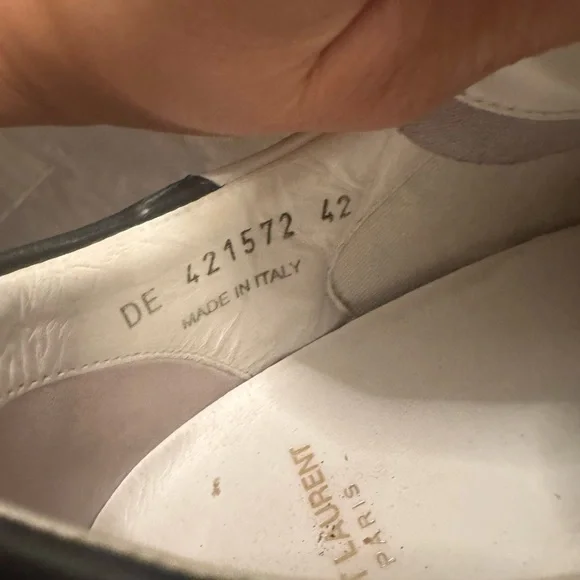 DE 421572 42
MADE IN ITALY
T LAURENT
PARIS